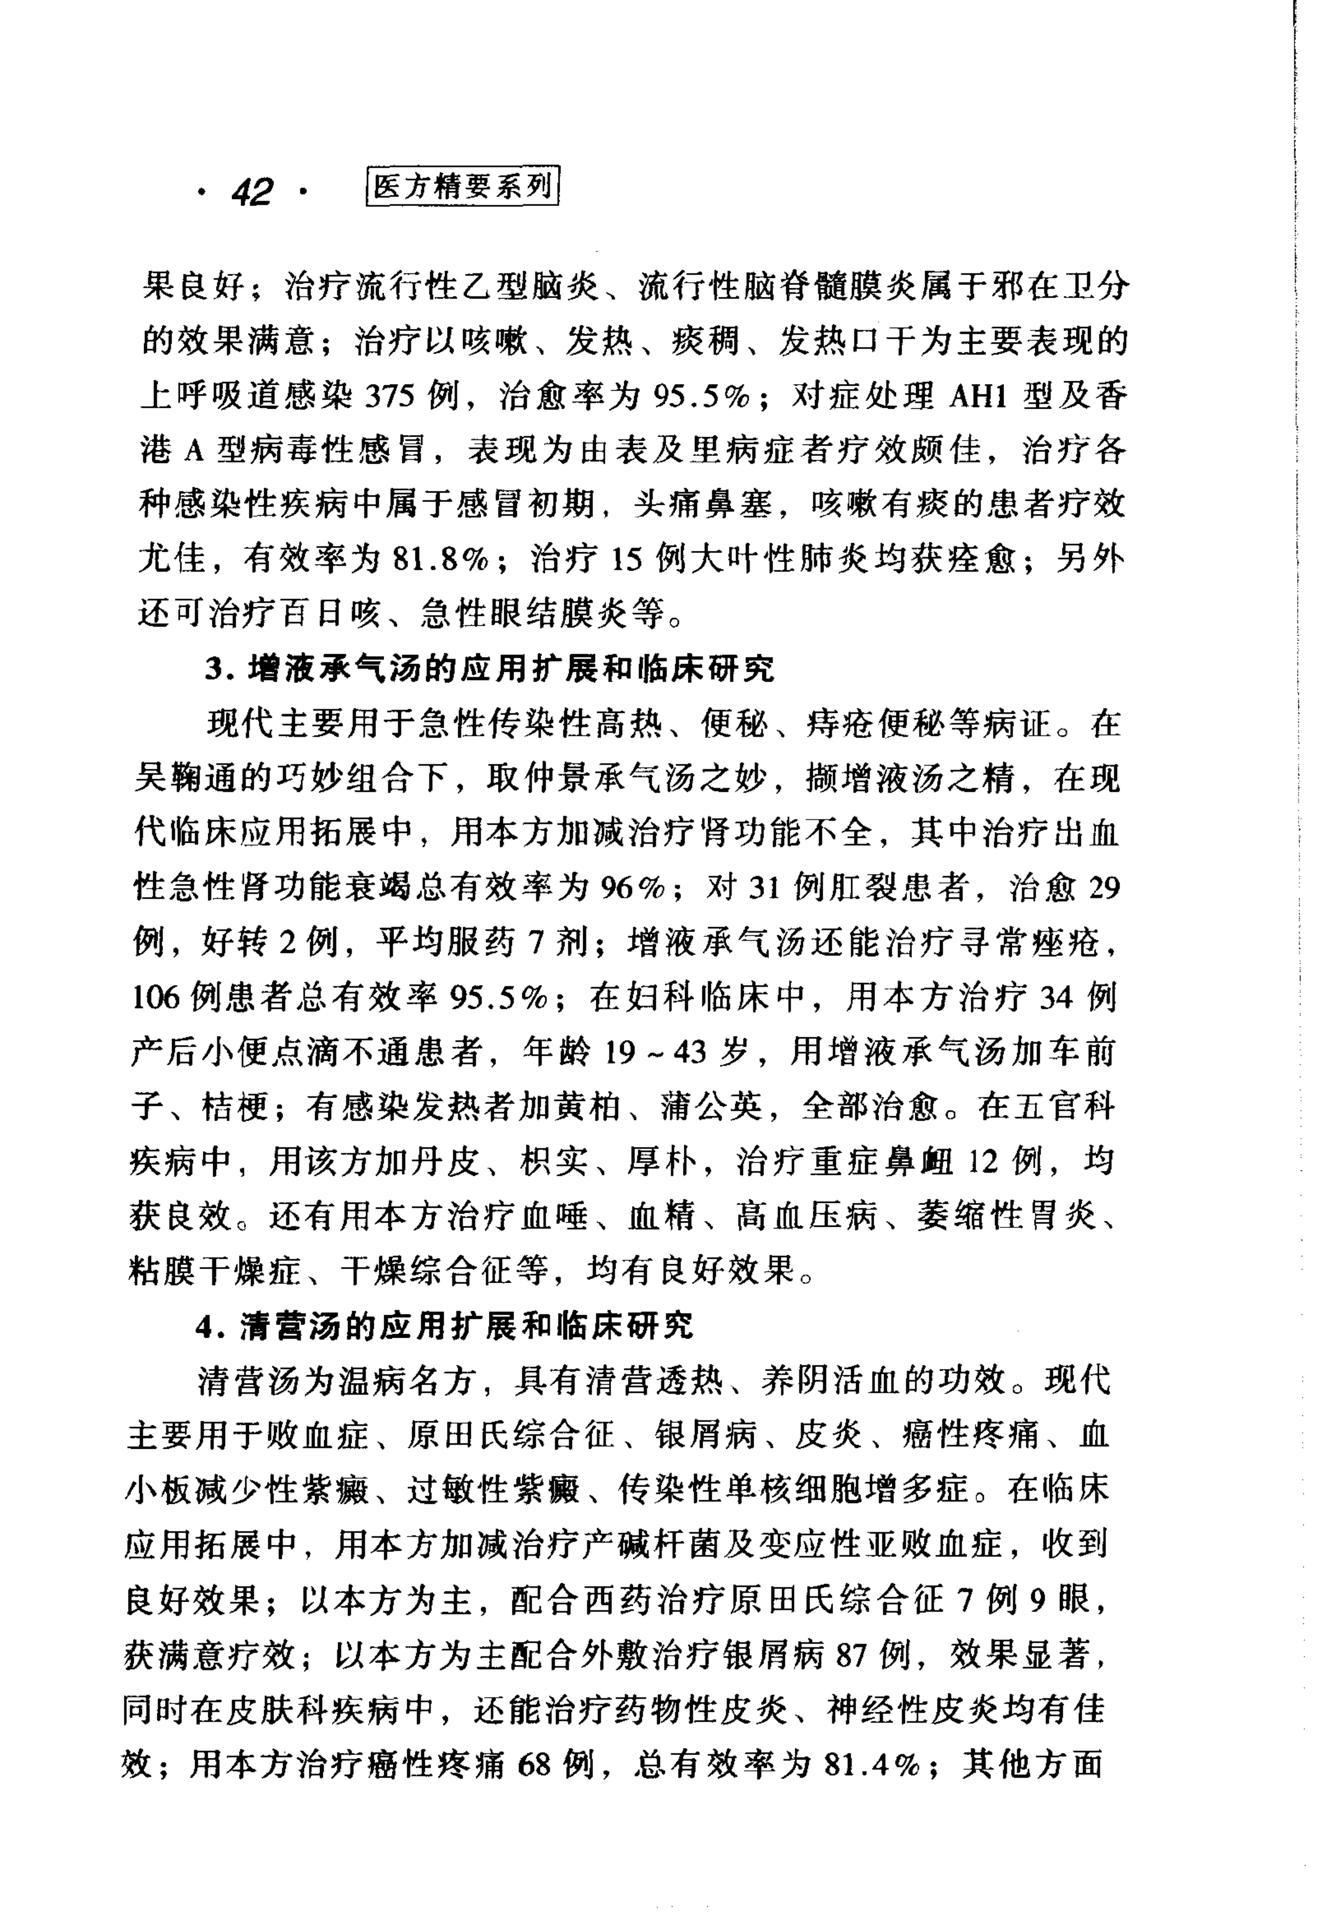 · 42 · 医方精要系列
果良好；治疗流行性乙型脑炎、流行性脑脊髓膜炎属于邪在卫分
的效果满意；治疗以咳嗽、发热、痰稠、发热口干为主要表现的
上呼吸道感染 375 例，治愈率为 95.5%；对症处理 AH1 型及香
港 A 型病毒性感冒，表现为由表及里病症者疗效颇佳，治疗各
种感染性疾病中属于感冒初期，头痛鼻塞，咳嗽有痰的患者疗效
尤佳，有效率为 81.8%；治疗 15 例大叶性肺炎均获痊愈；另外
还可治疗百日咳、急性眼结膜炎等。
3. 增液承气汤的应用扩展和临床研究
现代主要用于急性传染性高热、便秘、痔疮便秘等病证。在
吴鞠通的巧妙组合下，取仲景承气汤之妙，撷增液汤之精，在现
代临床应用拓展中，用本方加减治疗肾功能不全，其中治疗出血
性急性肾功能衰竭总有效率为 96%；对 31 例肛裂患者，治愈 29
例，好转 2 例，平均服药 7 剂；增液承气汤还能治疗寻常痤疮，
106 例患者总有效率 95.5%；在妇科临床中，用本方治疗 34 例
产后小便点滴不通患者，年龄 19～43 岁，用增液承气汤加车前
子、桔梗；有感染发热者加黄柏、蒲公英，全部治愈。在五官科
疾病中，用该方加丹皮、枳实、厚朴，治疗重症鼻衄 12 例，均
获良效。还有用本方治疗血唾、血精、高血压病、萎缩性胃炎、
粘膜干燥症、干燥综合征等，均有良好效果。
4. 清营汤的应用扩展和临床研究
清营汤为温病名方，具有清营透热、养阴活血的功效。现代
主要用于败血症、原田氏综合征、银屑病、皮炎、癌性疼痛、血
小板减少性紫癜、过敏性紫癜、传染性单核细胞增多症。在临床
应用拓展中，用本方加减治疗产碱杆菌及变应性亚败血症，收到
良好效果；以本方为主，配合西药治疗原田氏综合征 7 例 9 眼，
获满意疗效；以本方为主配合外敷治疗银屑病 87 例，效果显著，
同时在皮肤科疾病中，还能治疗药物性皮炎、神经性皮炎均有佳
效；用本方治疗癌性疼痛 68 例，总有效率为 81.4%；其他方面